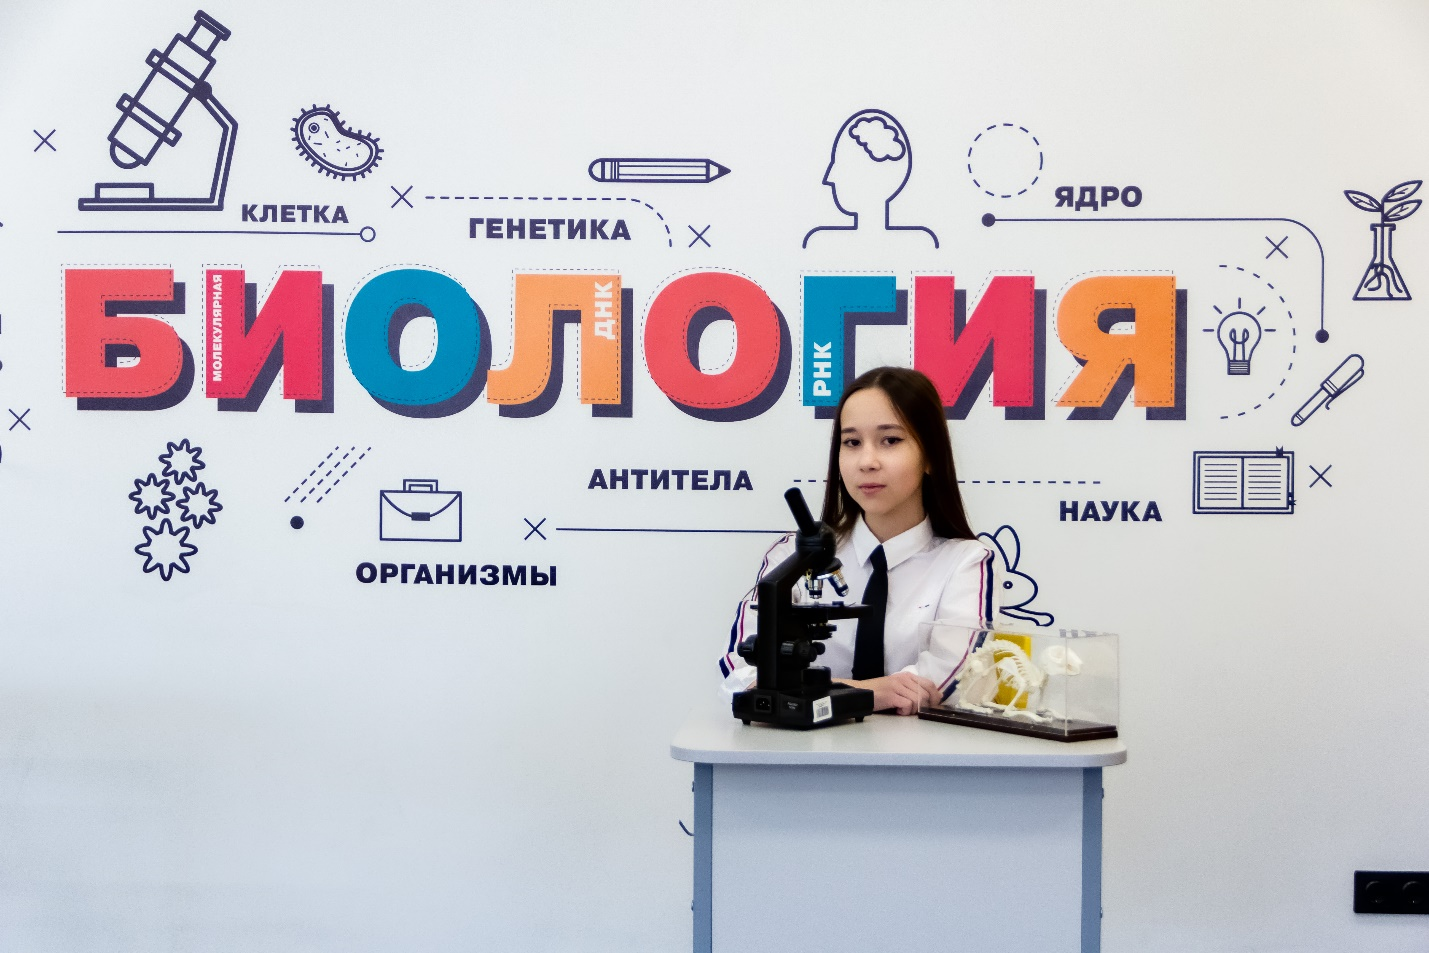 КЛЕТКА
ГЕНЕТИКА
ЯДРО
БИОЛОГИЯ
МОЛЕКУЛЯРНАЯ
ДНК
РНК
АНТИТЕЛА
НАУКА
ОРГАНИЗМЫ